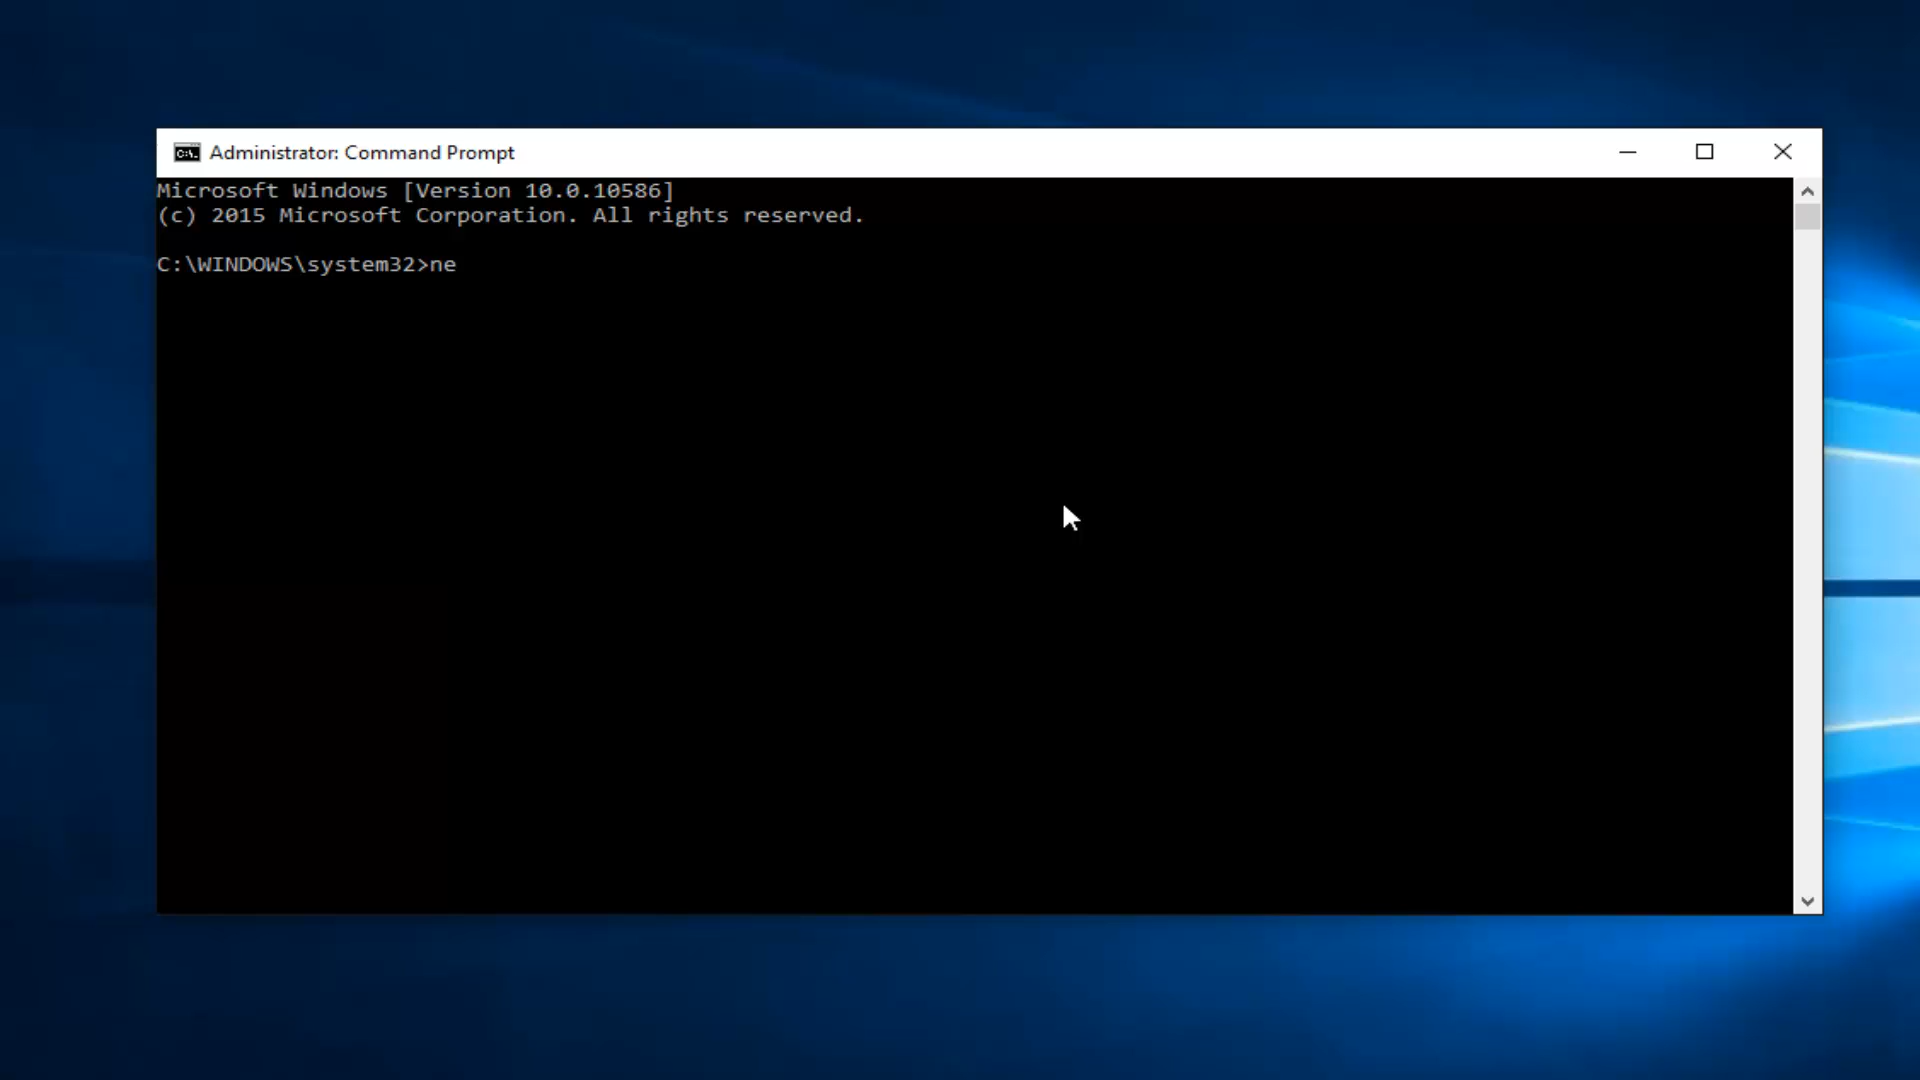 Administrator: Command Prompt
Microsoft Windows [Version 10.0.10586]
(c) 2015 Microsoft Corporation. All rights reserved.
C:\WINDOWS\system32>ne